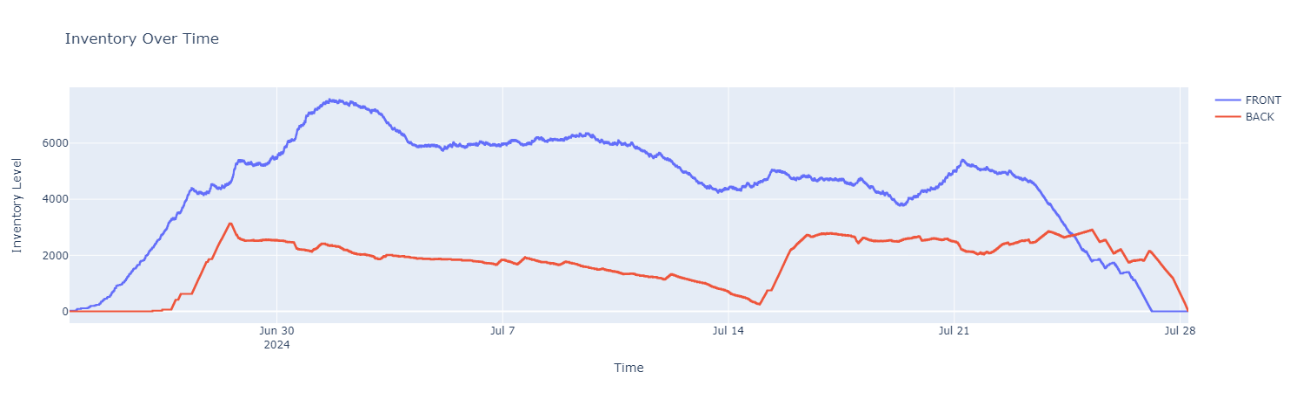 Inventory Over Time
FRONT
BACK
Inventory Level
6000
4000
2000
0
Jun 30
2024
Jul 7
Jul 14
Jul 21
Jul 28
Time